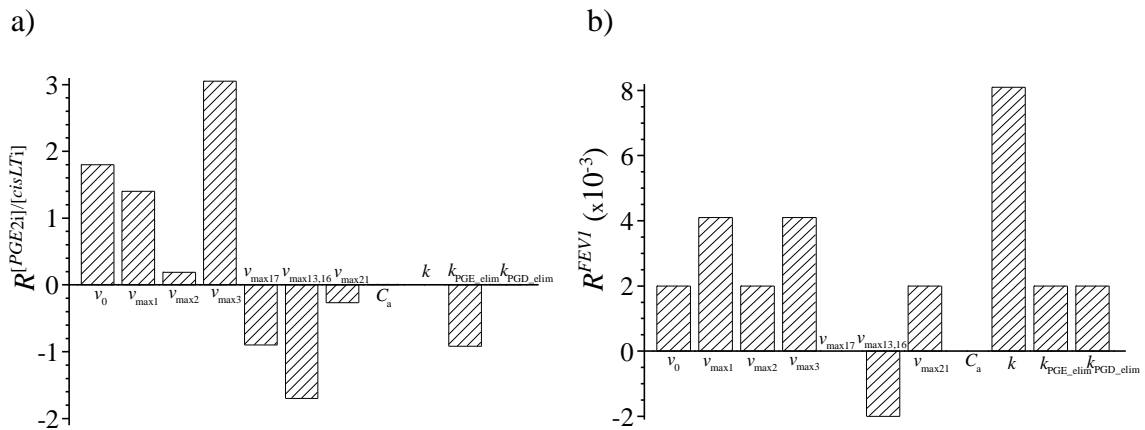 a)
R^[PGE2i]/[cisLTi]
3
2
1
0
-1
-2
v0 vmax1 vmax2 vmax3 vmax17 vmax13,16 vmax21 Ca k kPGE_elim kPGD_elim
b)
R^FEV1 (x10^-3)
8
6
4
2
0
-2
v0 vmax1 vmax2 vmax3 vmax17 vmax13,16 vmax21 Ca k kPGE_elim kPGD_elim